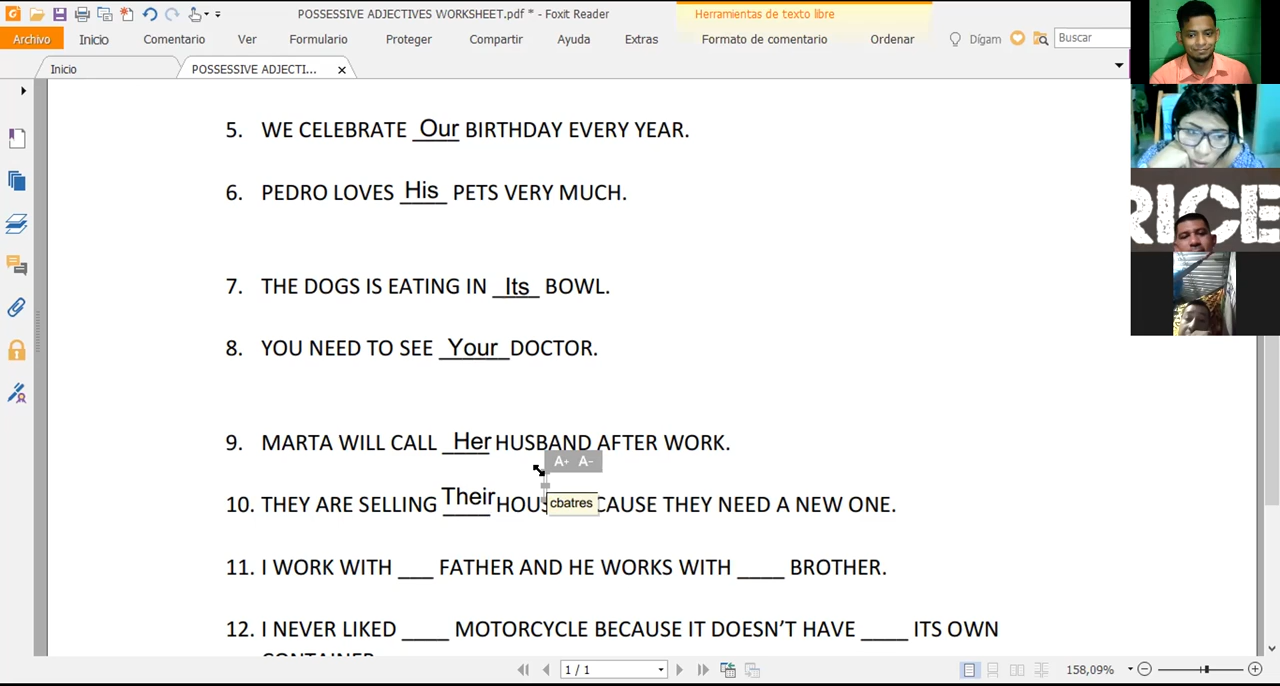 POSSESSIVE ADJECTIVES WORKSHEET.pdf * - Foxit Reader
Herramientas de texto libre
Archivo Inicio Comentario Ver Formulario Proteger Compartir Ayuda Extras Formato de comentario Ordenar Dígam Buscar
Inicio POSSESSIVE ADJECTI...
5. WE CELEBRATE Our BIRTHDAY EVERY YEAR.
6. PEDRO LOVES His PETS VERY MUCH.
7. THE DOGS IS EATING IN Its BOWL.
8. YOU NEED TO SEE Your DOCTOR.
9. MARTA WILL CALL Her HUSBAND AFTER WORK.
A+ A-
10. THEY ARE SELLING Their HOUS CAUSE THEY NEED A NEW ONE.
cbatres
11. I WORK WITH ___ FATHER AND HE WORKS WITH ____ BROTHER.
12. I NEVER LIKED ____ MOTORCYCLE BECAUSE IT DOESN'T HAVE ____ ITS OWN
CONTAINER
RICE
1 / 1
158,09%